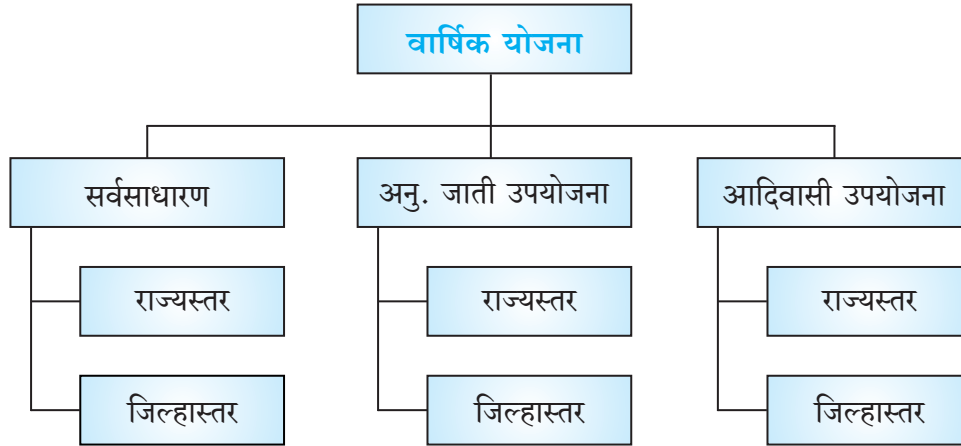 वार्षिक योजना
सर्वसाधारण
अनु. जाती उपयोजना
आदिवासी उपयोजना
राज्यस्तर
राज्यस्तर
राज्यस्तर
जिल्हास्तर
जिल्हास्तर
जिल्हास्तर